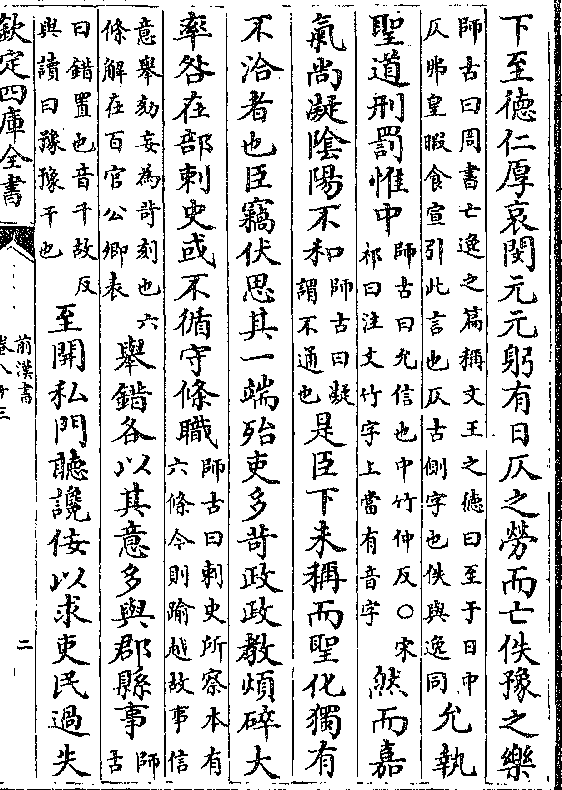 下至德仁厚哀閔元元躬有日仄之勞而亡佚豫之樂
師古曰周書亡逸之篇稱文王之德曰至于日中
仄弗皇暇食宣引此言也仄古側字也佚與逸同
允執
聖道刑罰惟中
師古曰允信也中竹仲反○宋
祁曰注文竹字上當有音字
然而嘉
氣尚凝陰陽不和
師古曰凝
謂不通也
是臣下未稱而聖化獨有
不洽者也臣竊伏思其一端殆吏多苛政政教煩碎大
率咎在部刺史或不循守條職
師古曰刺史所察本有
六條今則踰越故事信
意舉劾妄為苛刻也六
條解在百官公卿表
舉錯各以其意多與郡縣事
師古
曰錯置也音千故反
與讀曰豫豫干也
至開私門聽讒佞以求吏民過失
欽定四庫全書
前漢書
卷八十三
二